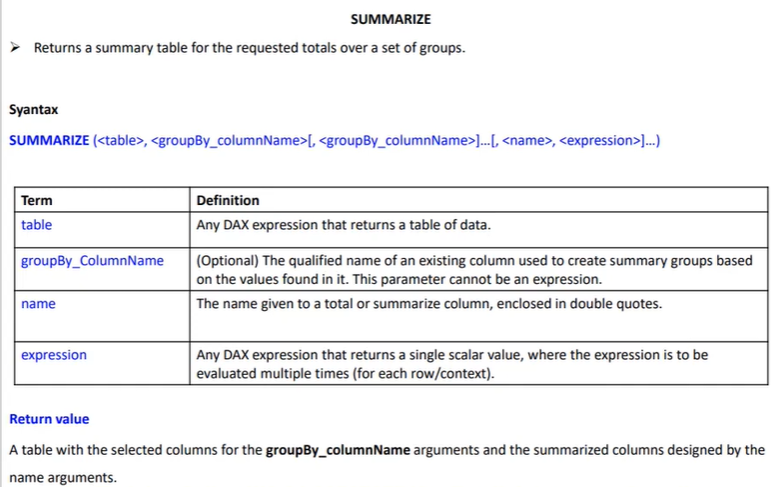 SUMMARIZE
➢ Returns a summary table for the requested totals over a set of groups.
Syantax
SUMMARIZE (<table>, <groupBy_columnName>[, <groupBy_columnName>]…[, <name>, <expression>]…)
Term Definition
table Any DAX expression that returns a table of data.
groupBy_ColumnName (Optional) The qualified name of an existing column used to create summary groups based
on the values found in it. This parameter cannot be an expression.
name The name given to a total or summarize column, enclosed in double quotes.
expression Any DAX expression that returns a single scalar value, where the expression is to be
evaluated multiple times (for each row/context).
Return value
A table with the selected columns for the groupBy_columnName arguments and the summarized columns designed by the
name arguments.